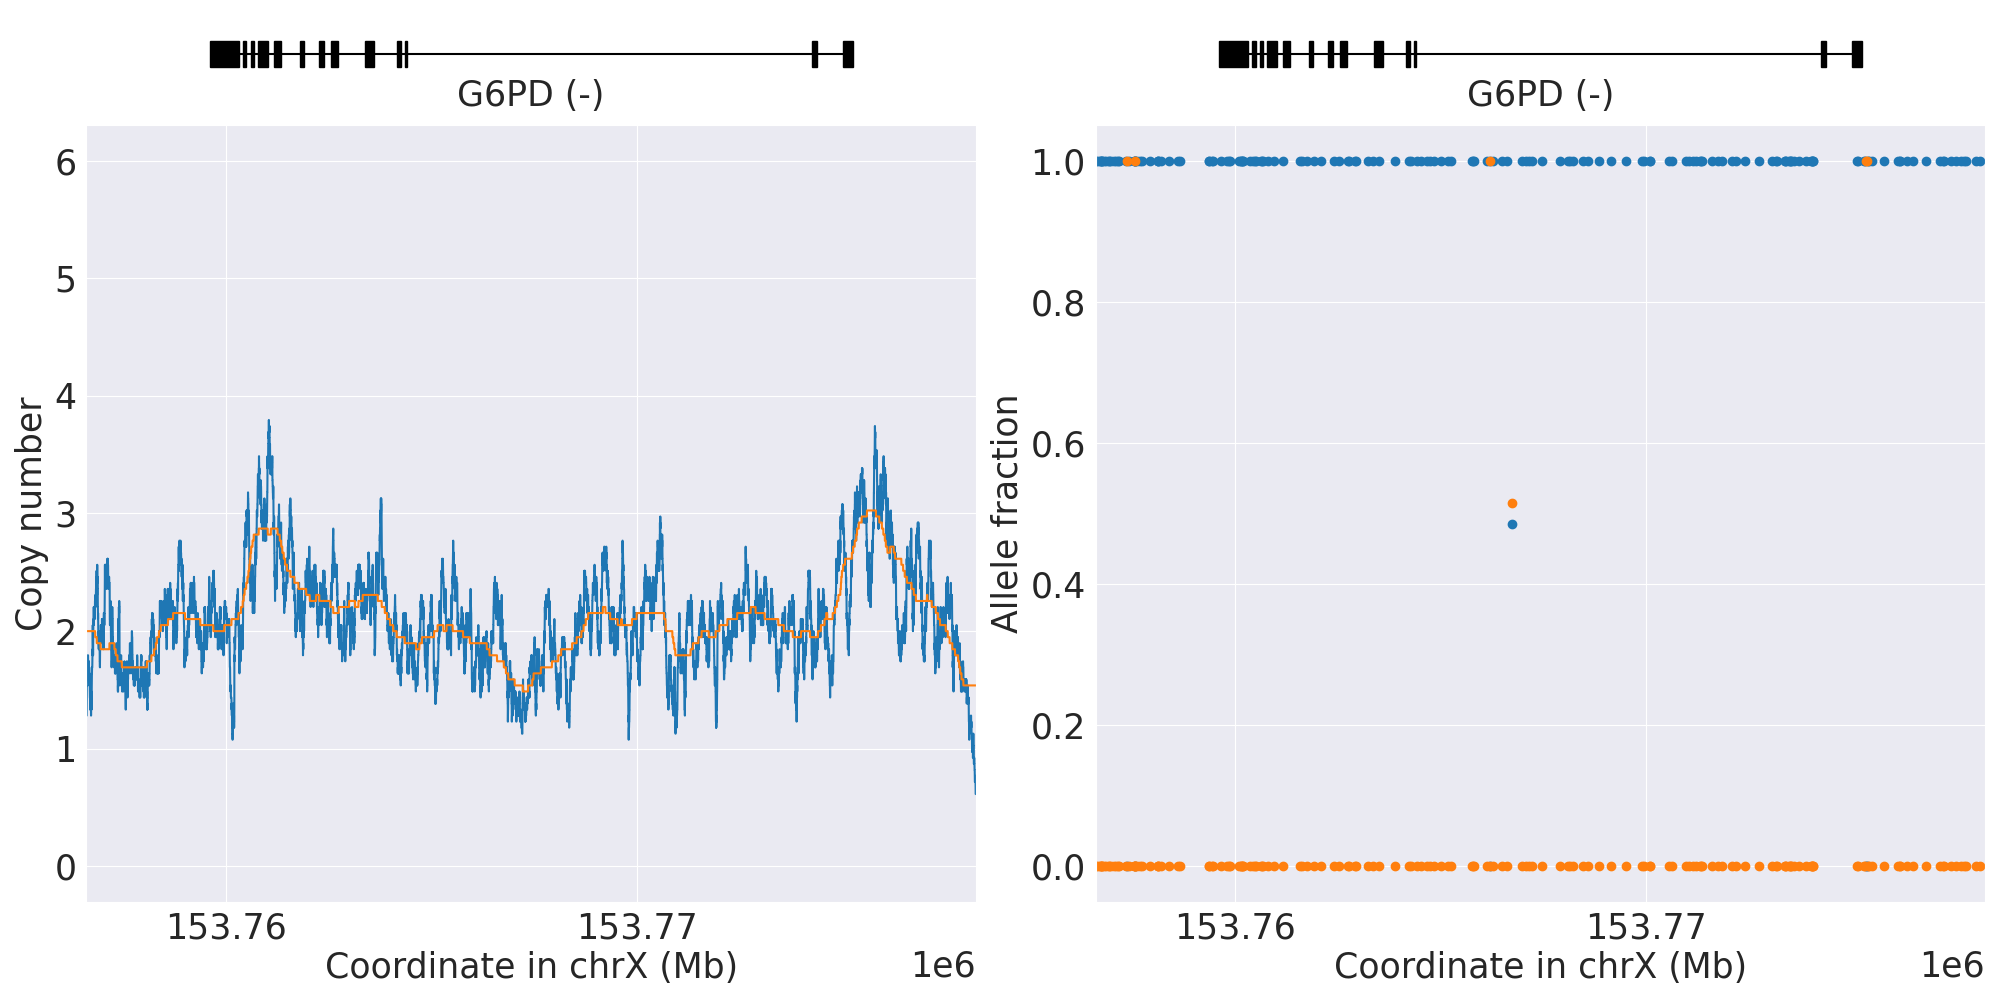 G6PD (-)
6
5
4
3
2
1
0
Copy number
153.76
153.77
Coordinate in chrX (Mb)
1e6
G6PD (-)
1.0
0.8
0.6
0.4
0.2
0.0
Allele fraction
153.76
153.77
Coordinate in chrX (Mb)
1e6